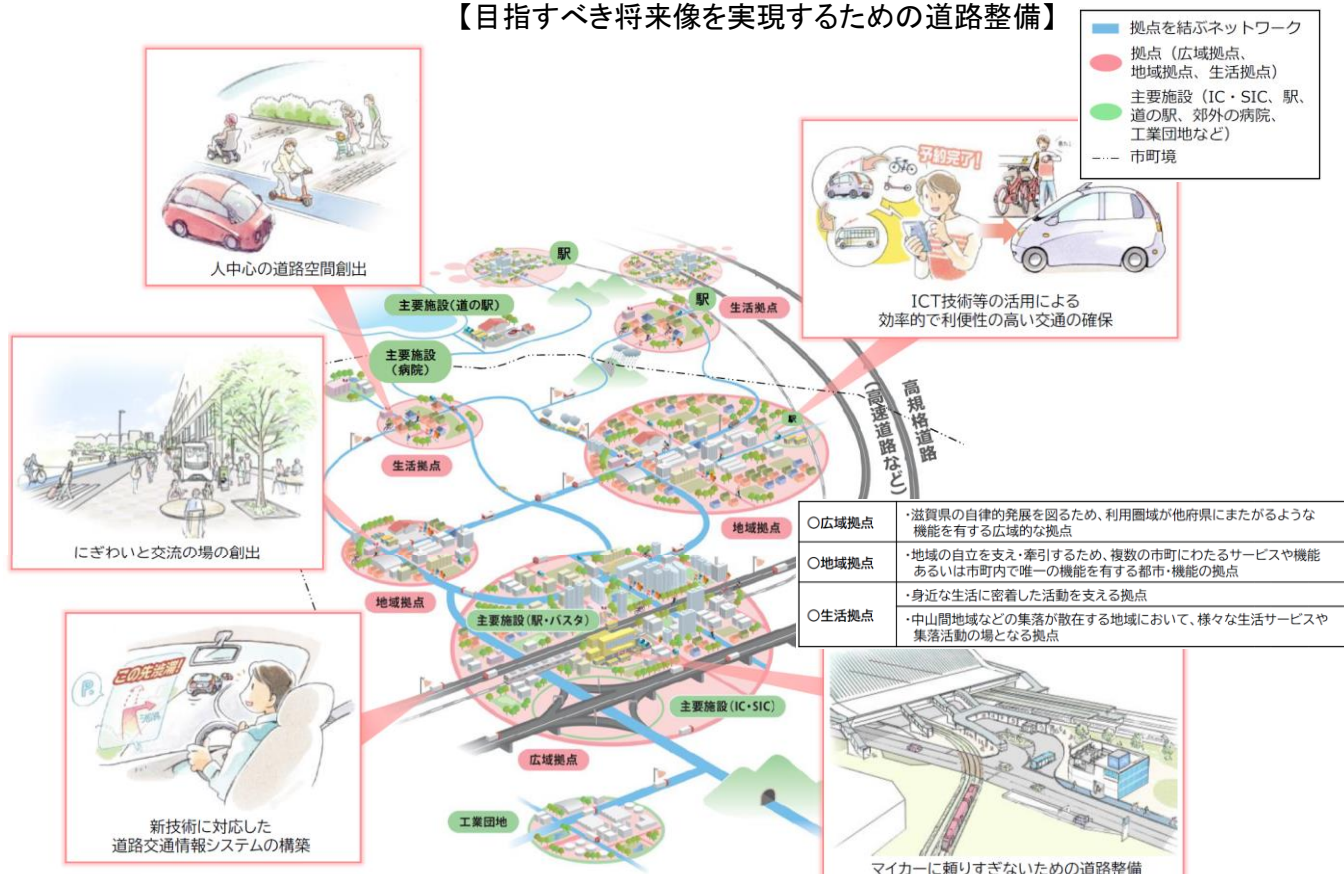 【目指すべき将来像を実現するための道路整備】
拠点を結ぶネットワーク
拠点（広域拠点、
地域拠点、生活拠点）
主要施設（IC・SIC、駅、
道の駅、郊外の病院、
工業団地など）
市町境
人中心の道路空間創出
予約完了！
ICT技術等の活用による
効率的で利便性の高い交通の確保
駅
主要施設（道の駅）
駅
生活拠点
主要施設
（病院）
高規格道路
（高速道路など）
駅
生活拠点
にぎわいと交流の場の創出
地域拠点
○広域拠点
・滋賀県の自律的発展を図るため、利用圏域が他府県にまたがるような
機能を有する広域的な拠点
○地域拠点
・地域の自立を支え・牽引するため、複数の市町にわたるサービスや機能
あるいは市町内で唯一の機能を有する都市・機能の拠点
○生活拠点
・身近な生活に密着した活動を支える拠点
・中山間地域などの集落が散在する地域において、様々な生活サービスや
集落活動の場となる拠点
地域拠点
主要施設（駅・バスタ）
この先渋滞！
P
主要施設（IC・SIC）
広域拠点
新技術に対応した
道路交通情報システムの構築
工業団地
マイカーに頼りすぎないための道路整備